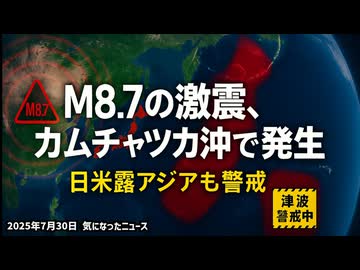 M8.7
M8.7の激震、
カムチャツカ沖で発生
日米露アジアも警戒
津波
警戒中
2025年7月30日 気になったニュース